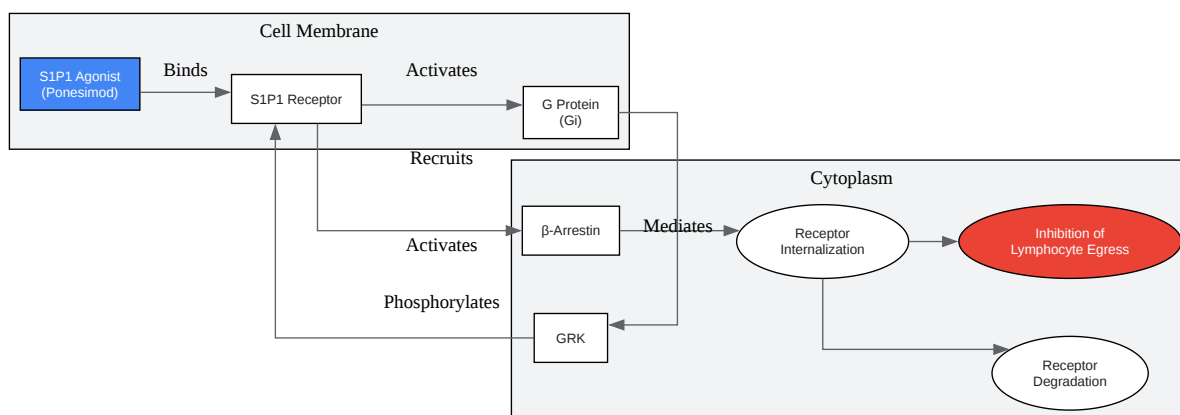 Cell Membrane
S1P1 Agonist
(Ponesimod)
Binds
S1P1 Receptor
Activates
G Protein
(Gi)
Recruits
Cytoplasm
β-Arrestin
Mediates
Receptor
Internalization
Inhibition of
Lymphocyte Egress
Activates
Phosphorylates
GRK
Receptor
Degradation